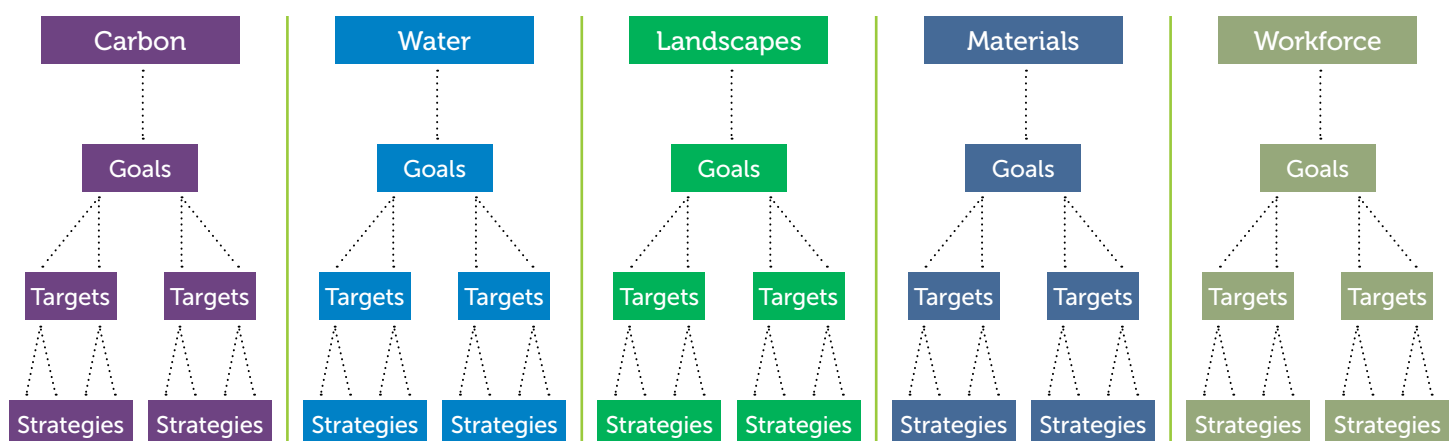 Carbon
Water
Landscapes
Materials
Workforce
Goals
Goals
Goals
Goals
Goals
Targets
Targets
Targets
Targets
Targets
Targets
Targets
Targets
Targets
Targets
Strategies
Strategies
Strategies
Strategies
Strategies
Strategies
Strategies
Strategies
Strategies
Strategies